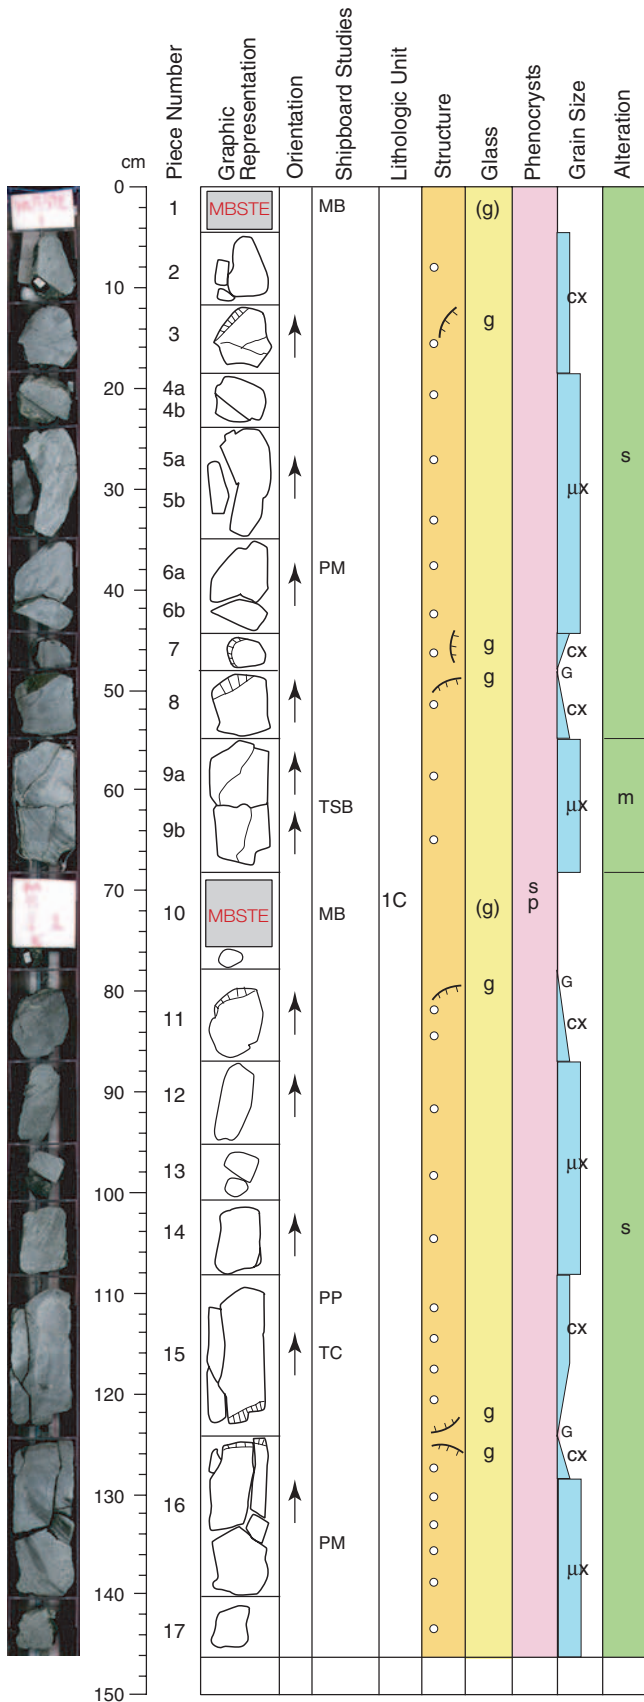 cm
Piece Number
Graphic
Representation
Orientation
Shipboard Studies
Lithologic Unit
Structure
Glass
Phenocrysts
Grain Size
Alteration
0
1
MBSTE
MB
(g)
2
10
cx
3
g
20
4a
4b
5a
s
30
5b
µx
PM
6a
40
6b
7
g
cx
G
g
50
8
cx
9a
60
TSB
µx
m
9b
70
10
MBSTE
MB
1C
(g)
s
p
80
g
G
11
cx
90
12
13
µx
100
14
s
110
PP
cx
15
TC
120
g
G
g
cx
130
16
PM
µx
140
17
150